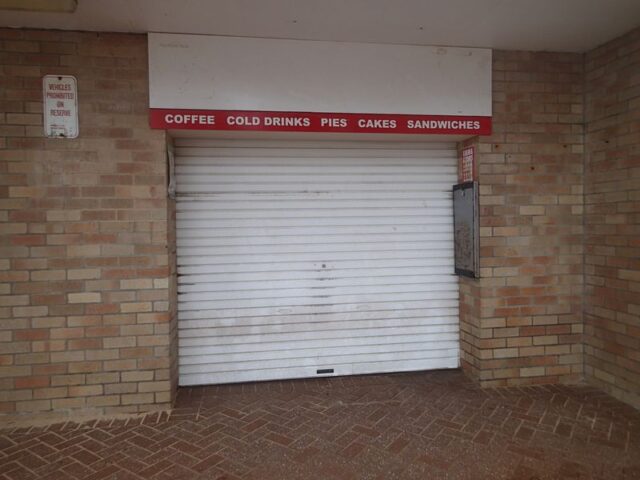 COFFEE COLD DRINKS PIES CAKES SANDWICHES
VEHICLES
PROHIBITED
ON
RESERVE